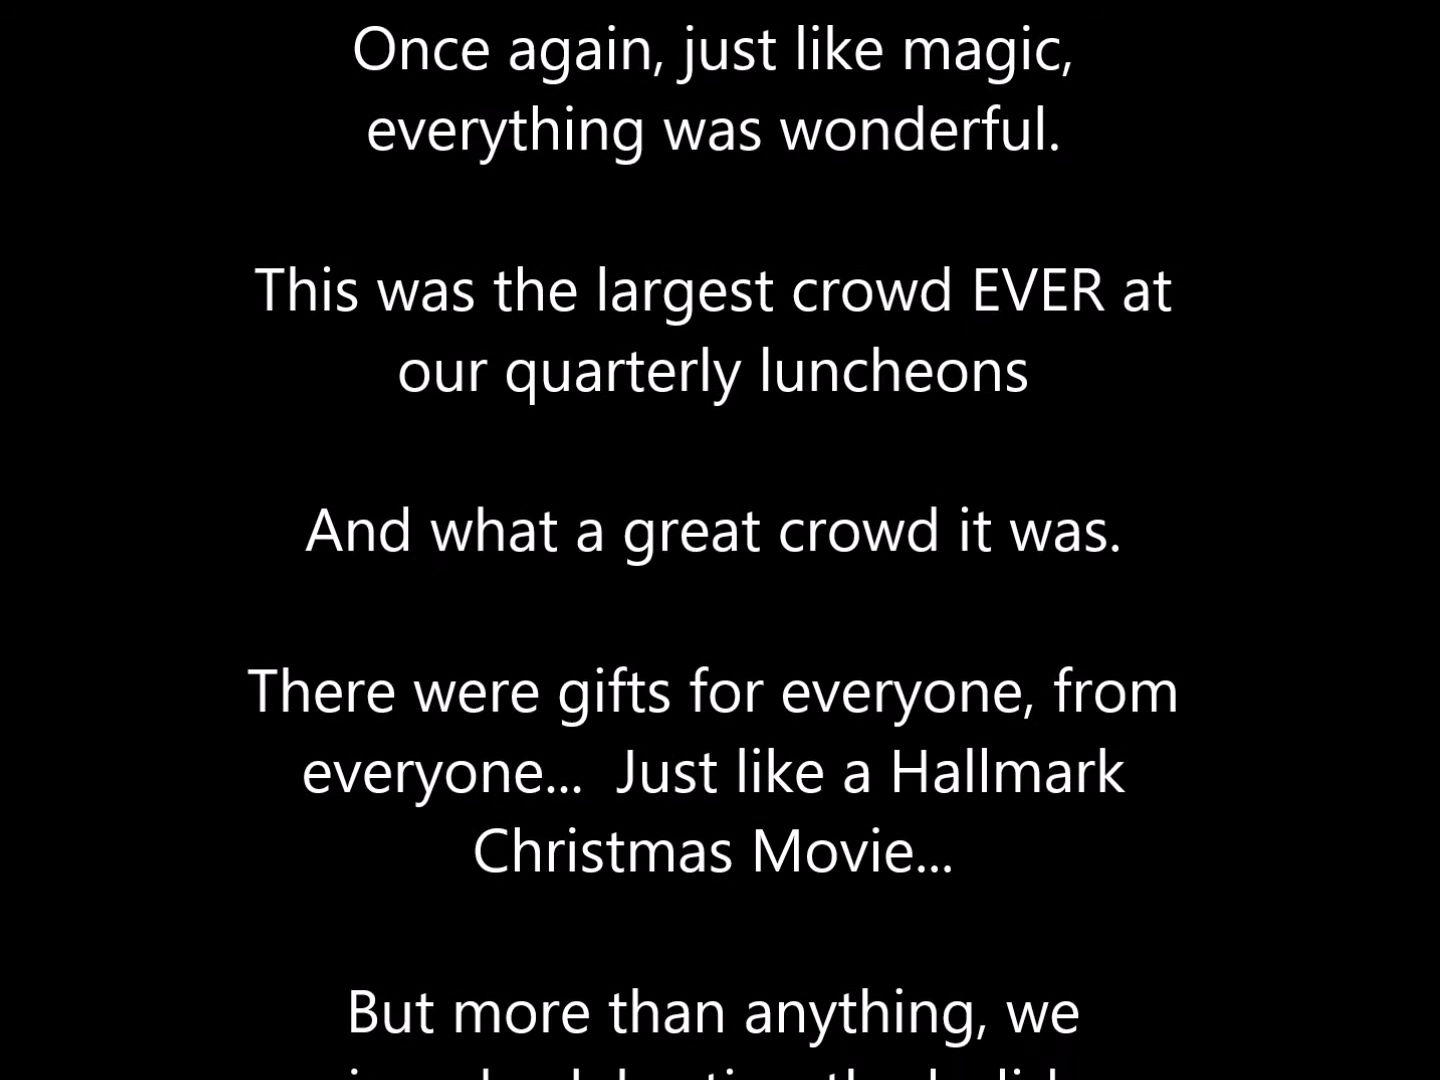 Once again, just like magic,
everything was wonderful.
This was the largest crowd EVER at
our quarterly luncheons
And what a great crowd it was.
There were gifts for everyone, from
everyone...  Just like a Hallmark
Christmas Movie...
But more than anything, we